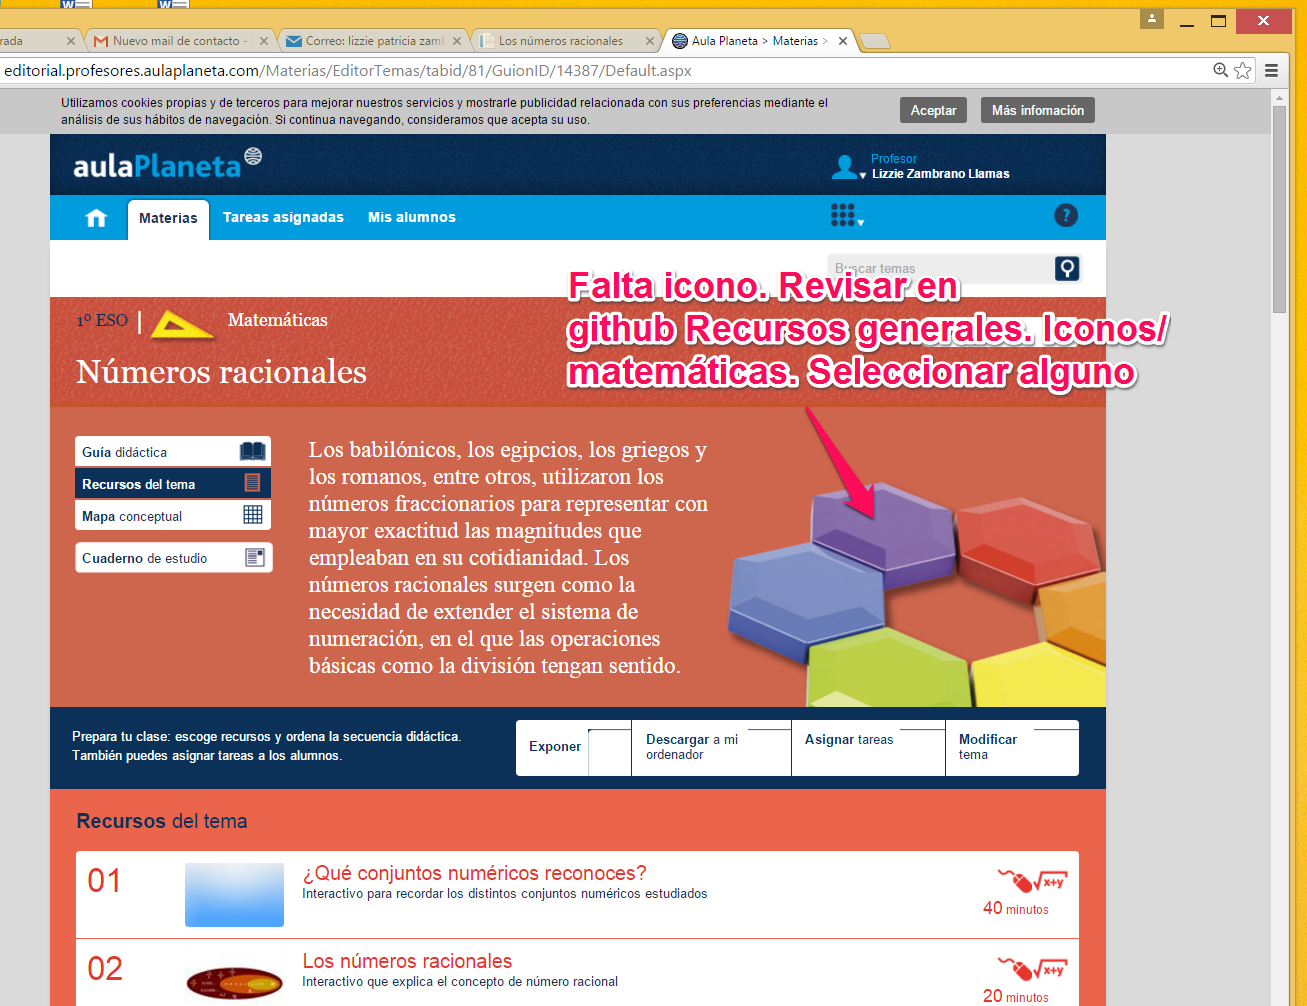 rada
Nuevo mail de contacto -
Correo: lizzie patricia zamb
Los números racionales
Aula Planeta > Materias >
editorial.profesores.aulaplaneta.com/Materias/EditorTemas/tabid/81/GuionID/14387/Default.aspx
Utilizamos cookies propias y de terceros para mejorar nuestros servicios y mostrarle publicidad relacionada con sus preferencias mediante el
análisis de sus hábitos de navegación. Si continua navegando, consideramos que acepta su uso.
Aceptar
Más infomación
aulaPlaneta
Profesor
Lizzie Zambrano Llamas
Materias
Tareas asignadas
Mis alumnos
?
Buscar temas
Falta icono. Revisar en
github Recursos generales. Iconos/
matemáticas. Seleccionar alguno
1º ESO
Matemáticas
Números racionales
Guía didáctica
Recursos del tema
Mapa conceptual
Cuaderno de estudio
Los babilónicos, los egipcios, los griegos y
los romanos, entre otros, utilizaron los
números fraccionarios para representar con
mayor exactitud las magnitudes que
empleaban en su cotidianidad. Los
números racionales surgen como la
necesidad de extender el sistema de
numeración, en el que las operaciones
básicas como la división tengan sentido.
Prepara tu clase: escoge recursos y ordena la secuencia didáctica.
También puedes asignar tareas a los alumnos.
Exponer
Descargar a mi
ordenador
Asignar tareas
Modificar
tema
Recursos del tema
01
¿Qué conjuntos numéricos reconoces?
Interactivo para recordar los distintos conjuntos numéricos estudiados
√x+y
40 minutos
02
Los números racionales
Interactivo que explica el concepto de número racional
√x+y
20 minutos